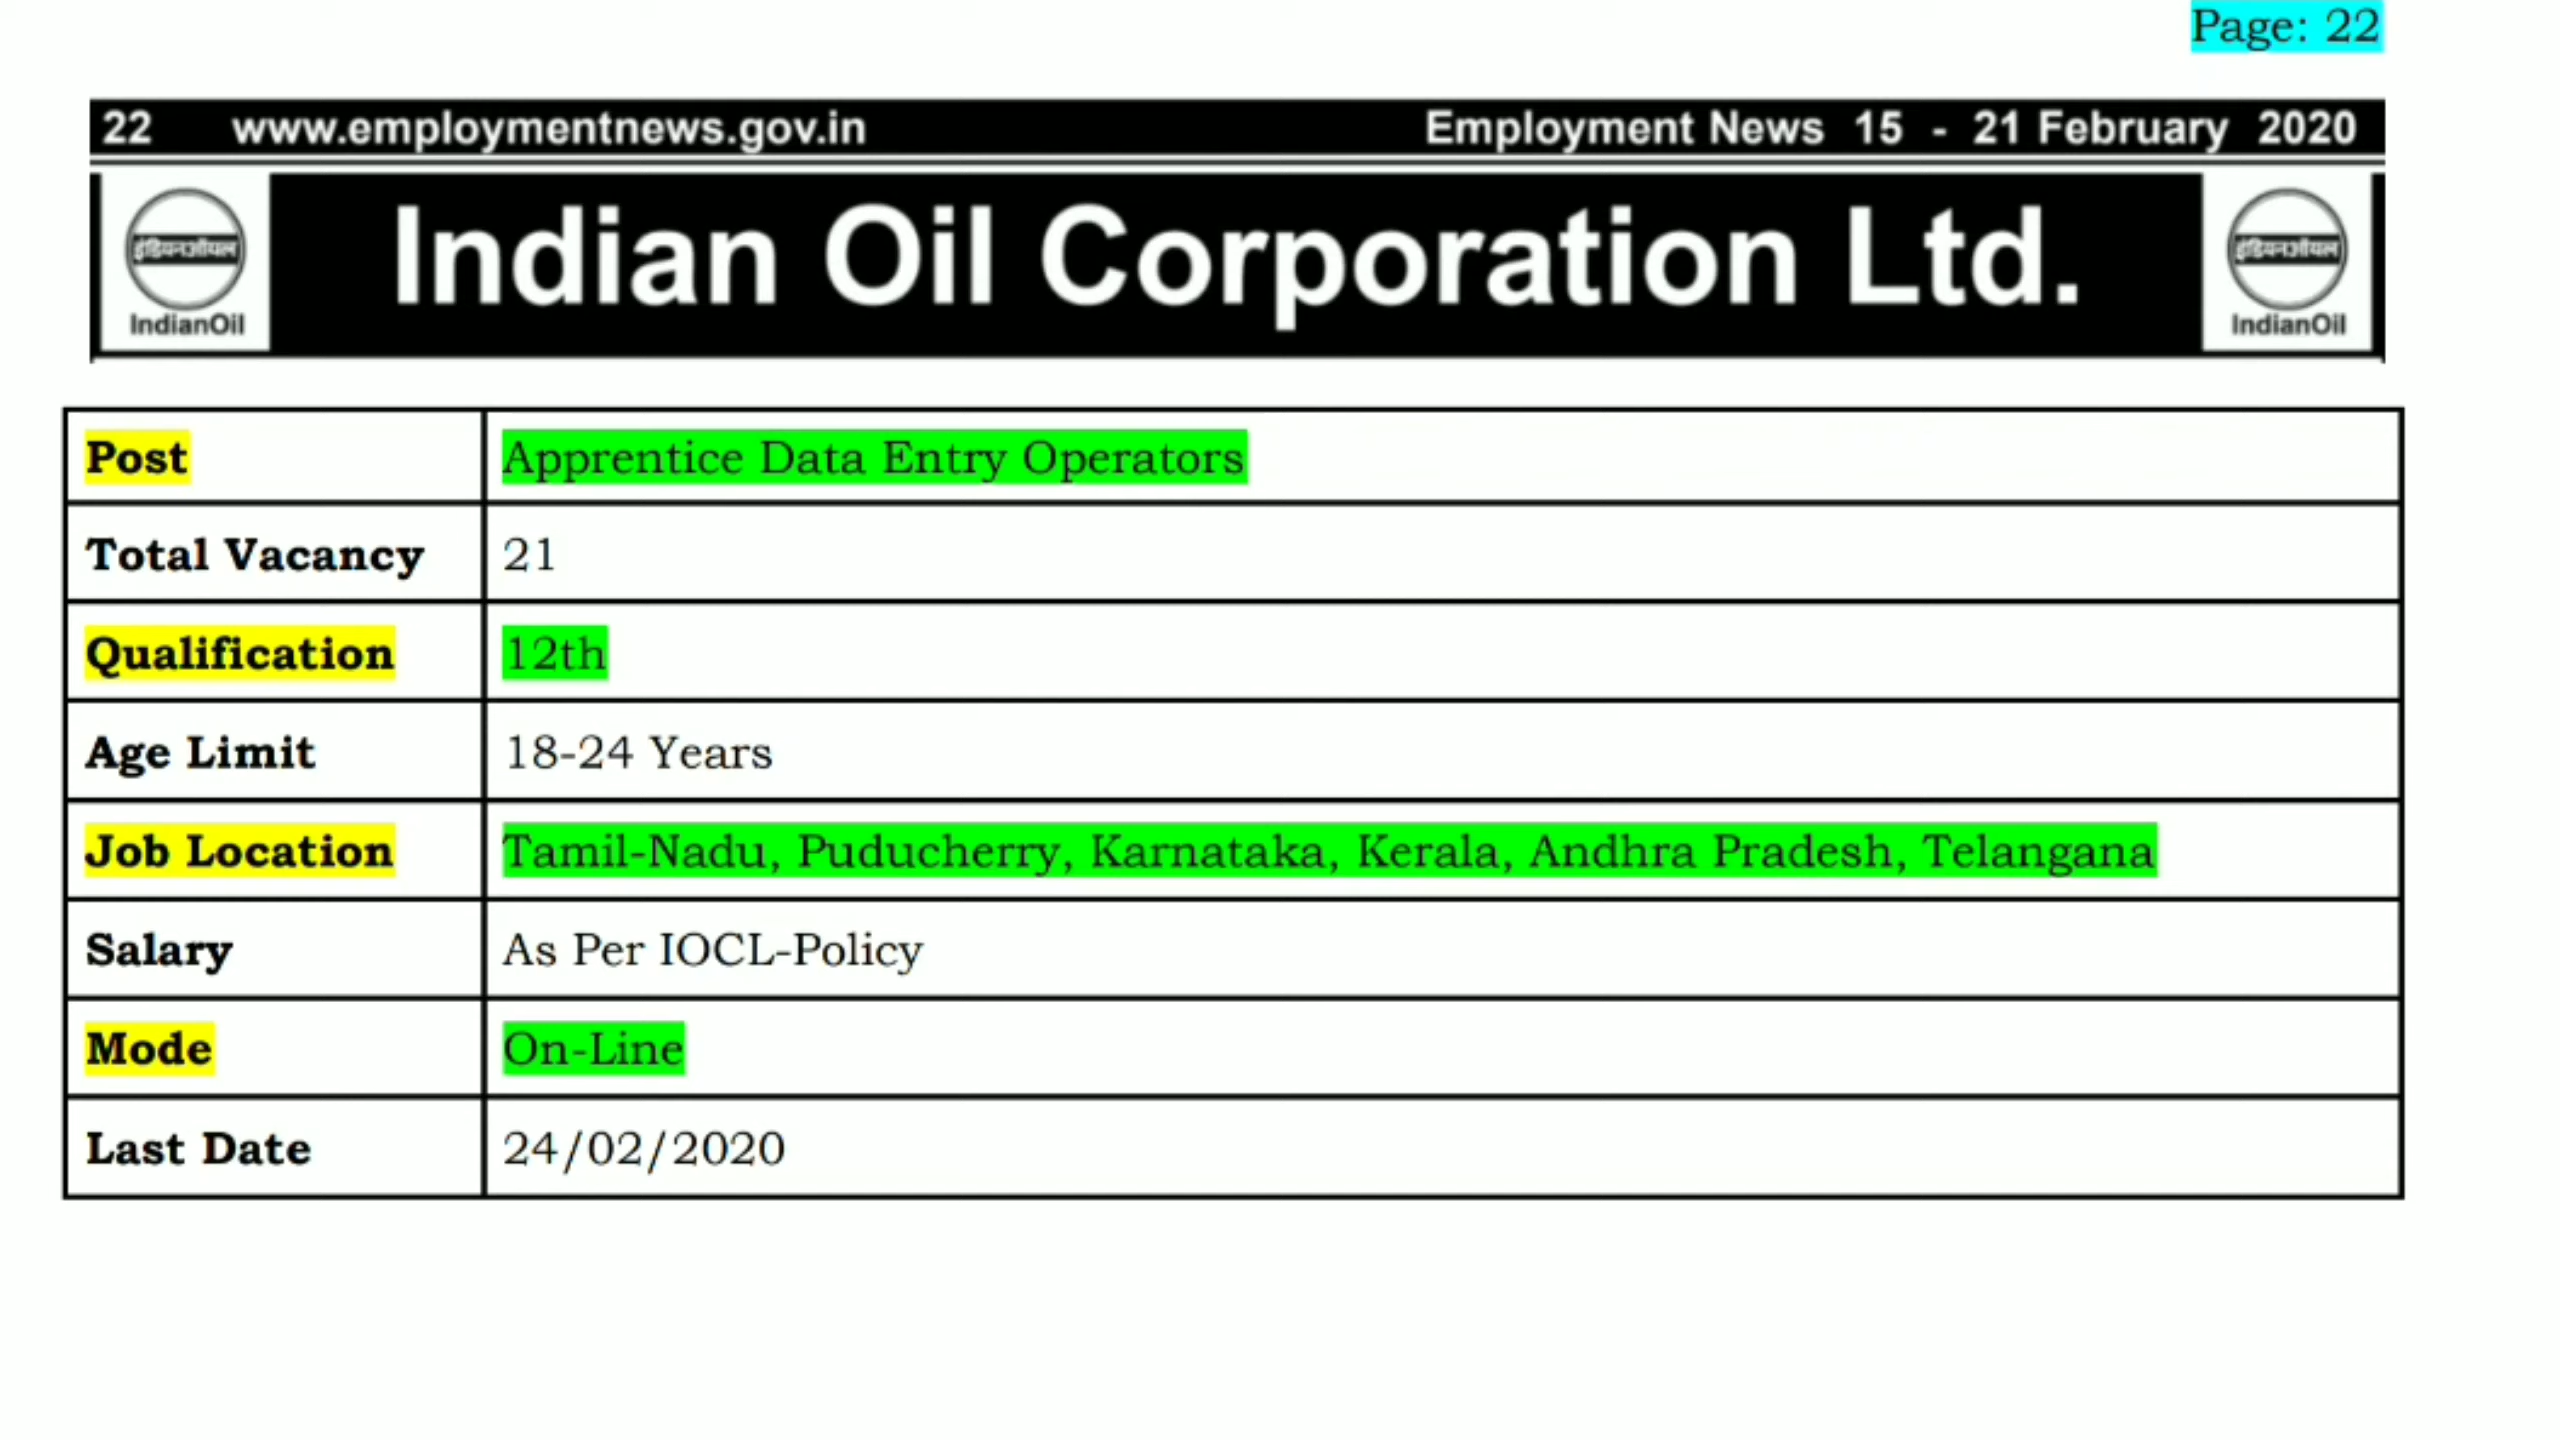 Page: 22
22 www.employmentnews.gov.in Employment News 15 - 21 February 2020
इंडियनऑयल
IndianOil
Indian Oil Corporation Ltd.
इंडियनऑयल
IndianOil
Post Apprentice Data Entry Operators
Total Vacancy 21
Qualification 12th
Age Limit 18-24 Years
Job Location Tamil-Nadu, Puducherry, Karnataka, Kerala, Andhra Pradesh, Telangana
Salary As Per IOCL-Policy
Mode On-Line
Last Date 24/02/2020